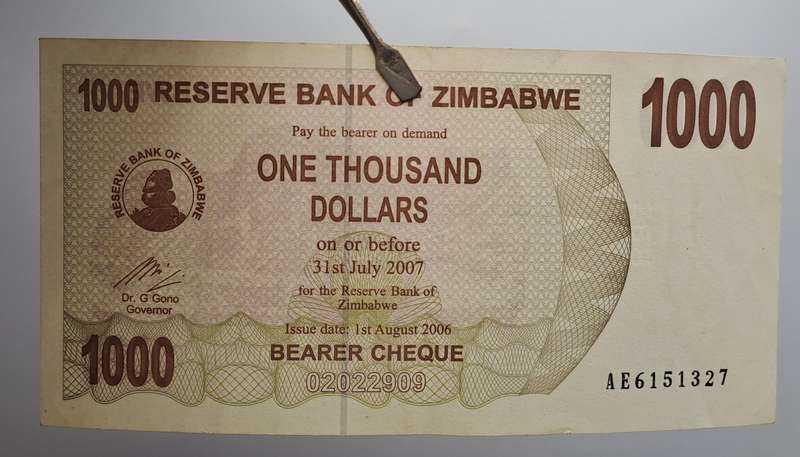 1000 RESERVE BANK OF ZIMBABWE 1000
Pay the bearer on demand
ONE THOUSAND
DOLLARS
RESERVE BANK OF ZIMBABWE
on or before
31st July 2007
for the Reserve Bank of
Zimbabwe
Dr. G Gono
Governor
Issue date: 1st August 2006
1000 BEARER CHEQUE
02022909
AE6151327